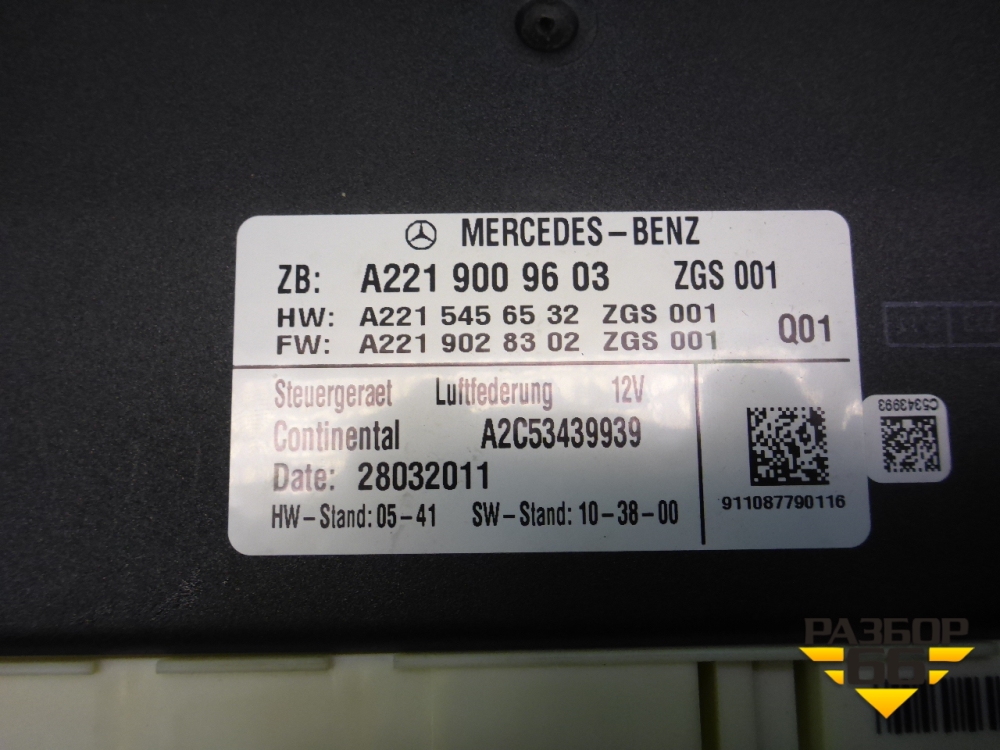 MERCEDES-BENZ
ZB: A221 900 96 03 ZGS 001
HW: A221 545 65 32 ZGS 001
FW: A221 902 83 02 ZGS 001
Q01
Steuergeraet Luftfederung 12V
Continental A2C53439939
Date: 28032011
HW-Stand: 05-41 SW-Stand: 10-38-00
911087790116
C5343993
РАЗБОР
66